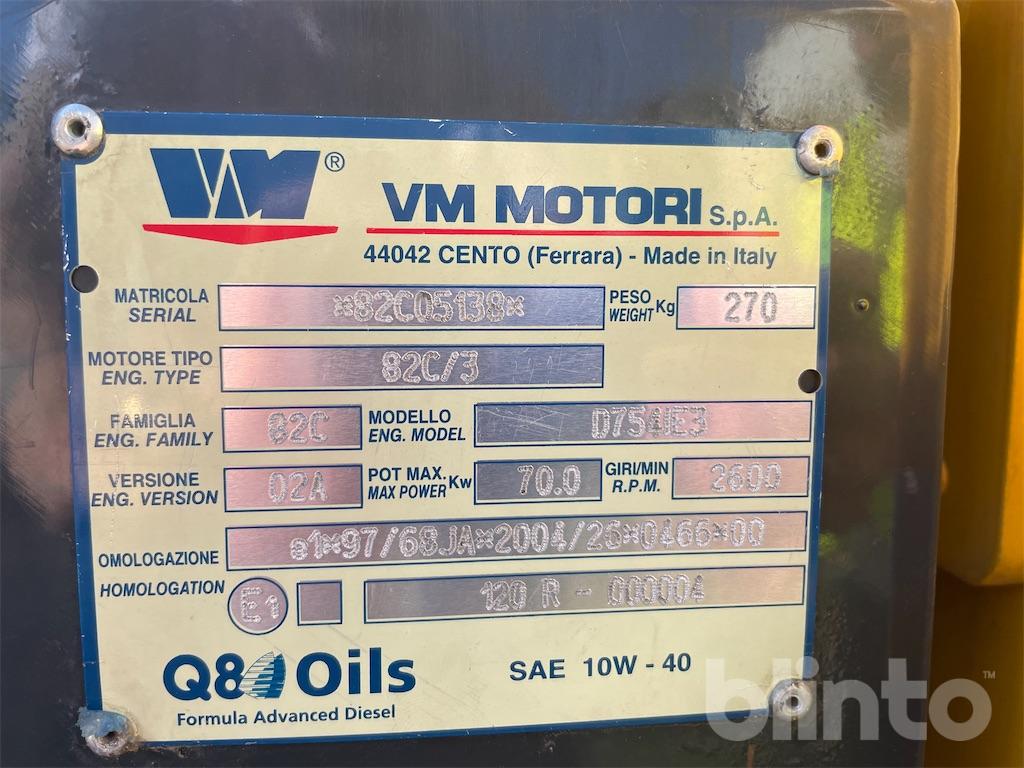 VM®
VM MOTORI S.p.A.
44042 CENTO (Ferrara) - Made in Italy
MATRICOLA
SERIAL
*82C05138*
PESO
WEIGHT Kg
270
MOTORE TIPO
ENG. TYPE
82C/3
FAMIGLIA
ENG. FAMILY
82C
MODELLO
ENG. MODEL
D754IE3
VERSIONE
ENG. VERSION
02A
POT MAX.
MAX POWER Kw
70.0
GIRI/MIN
R.P.M.
2600
OMOLOGAZIONE
HOMOLOGATION
e1*97/68JA*2004/26*0466*00
E1
120 R - 000004
Q8 Oils
Formula Advanced Diesel
SAE 10W - 40
blinto™